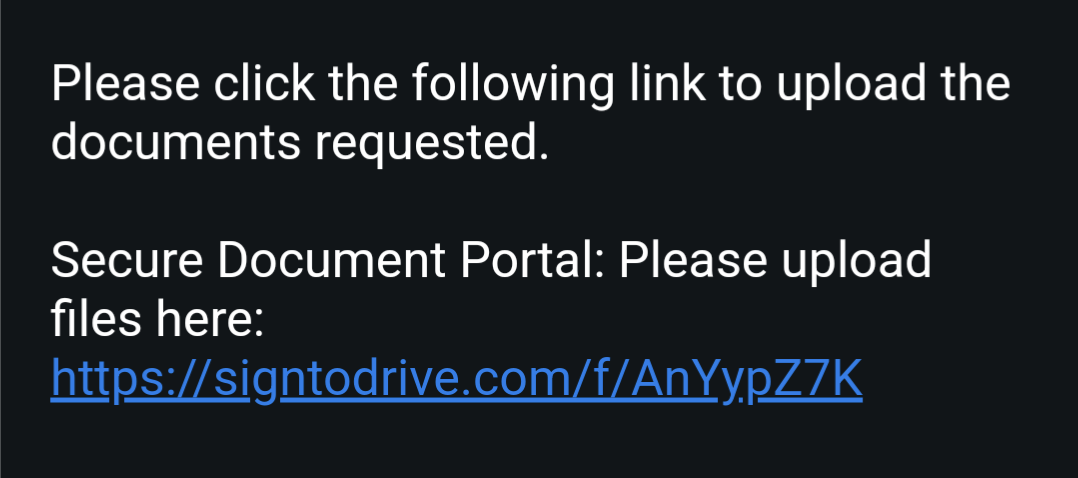 Please click the following link to upload the
documents requested.
Secure Document Portal: Please upload
files here:
https://signtodrive.com/f/AnYypZ7K